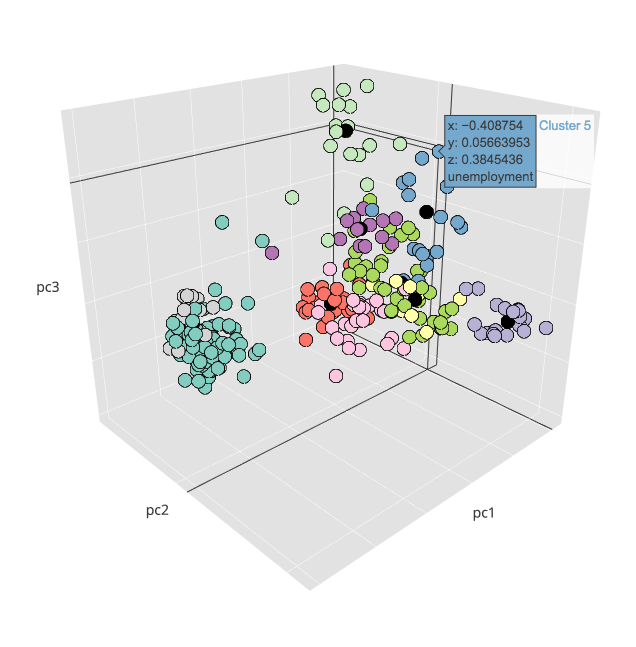 x: −0.408754
Cluster 5
y: 0.05663953
z: 0.3845436
unemployment
pc3
pc2
pc1